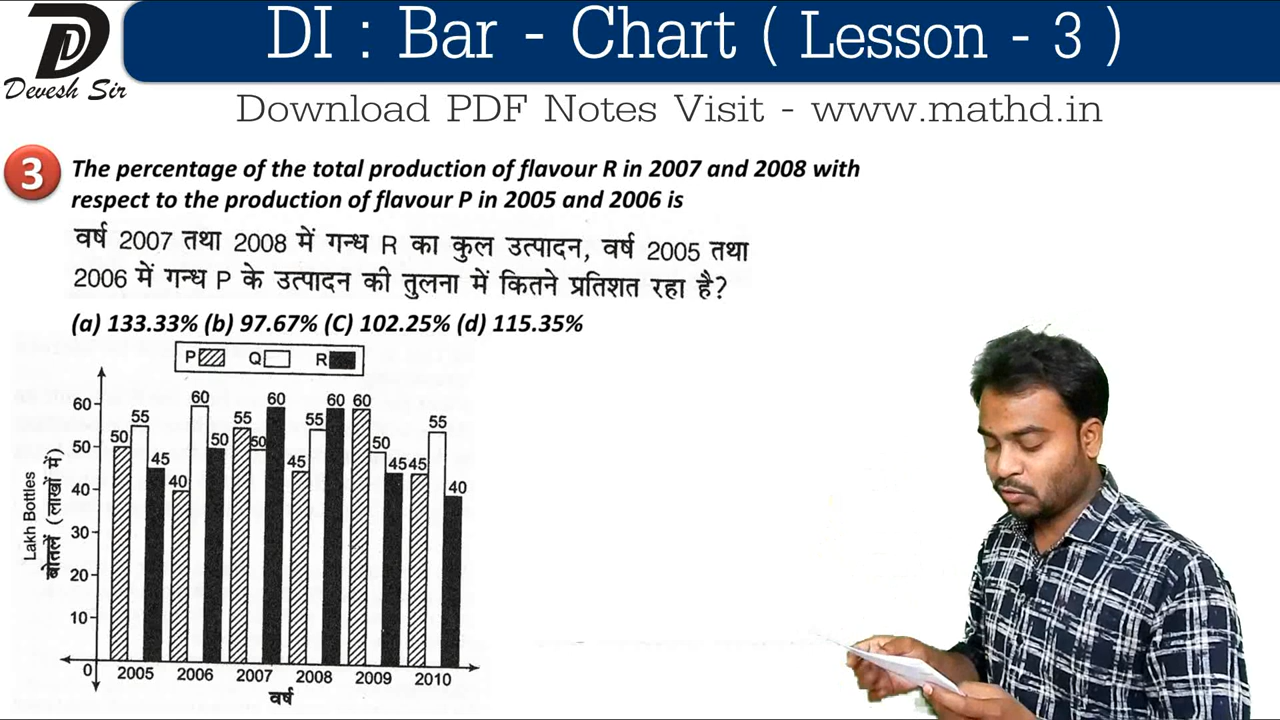 DI : Bar - Chart ( Lesson - 3 )
Devesh Sir
Download PDF Notes Visit - www.mathd.in
3 The percentage of the total production of flavour R in 2007 and 2008 with
respect to the production of flavour P in 2005 and 2006 is
वर्ष 2007 तथा 2008 में गन्ध R का कुल उत्पादन, वर्ष 2005 तथा
2006 में गन्ध P के उत्पादन की तुलना में कितने प्रतिशत रहा है?
(a) 133.33% (b) 97.67% (C) 102.25% (d) 115.35%
P Q R
Lakh Bottles
बोतलें (लाखों में)
60
50
40
30
20
10
0
50 55 45
40 60 50
55 50 60
45 55 60
60 50 45
45 55 40
2005 2006 2007 2008 2009 2010
वर्ष